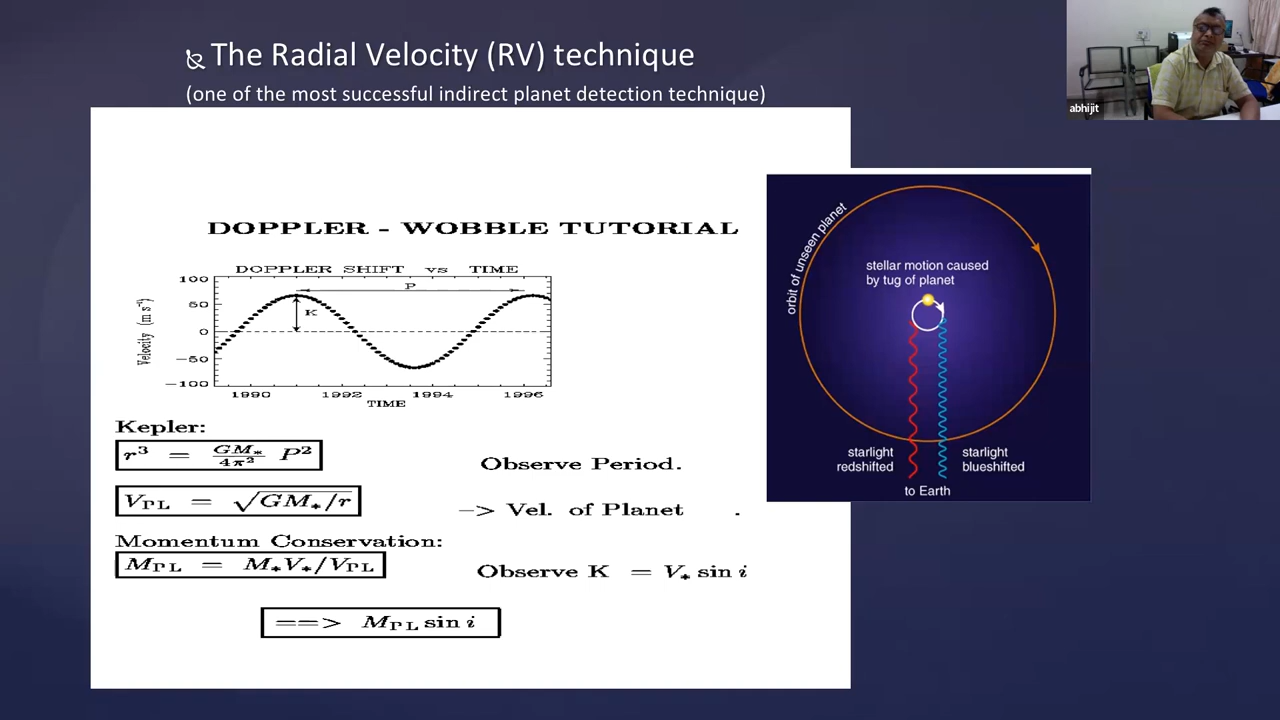 The Radial Velocity (RV) technique
(one of the most successful indirect planet detection technique)
abhijit
DOPPLER - WOBBLE TUTORIAL
DOPPLER SHIFT vs TIME
P
K
Velocity (m s⁻¹)
100
50
0
−50
−100
1990 1992 1994 1996
TIME
Kepler:
r³ = GM*/4π² P²
Observe Period.
V_PL = √GM*/r
−> Vel. of Planet .
Momentum Conservation:
M_PL = M*V*/V_PL
Observe K = V* sin i
==> M_PL sin i
orbit of unseen planet
stellar motion caused
by tug of planet
starlight
redshifted
starlight
blueshifted
to Earth